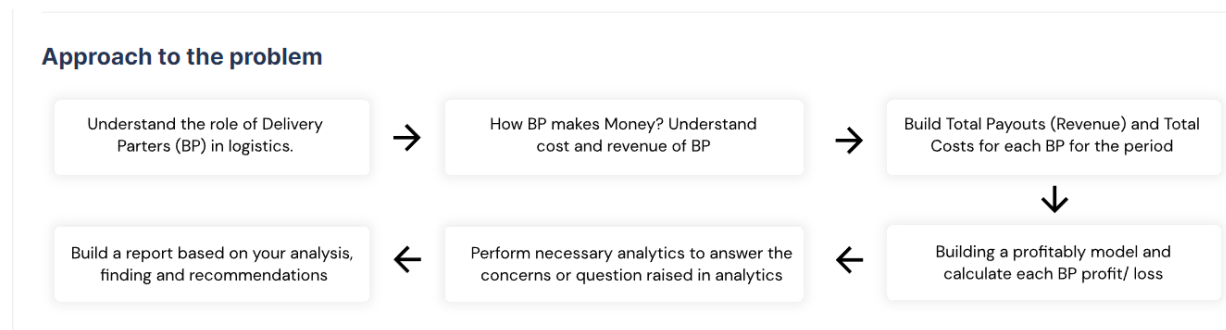 Approach to the problem
Understand the role of Delivery
Parters (BP) in logistics.
How BP makes Money? Understand
cost and revenue of BP
Build Total Payouts (Revenue) and Total
Costs for each BP for the period
Building a profitably model and
calculate each BP profit/ loss
Perform necessary analytics to answer the
concerns or question raised in analytics
Build a report based on your analysis,
finding and recommendations